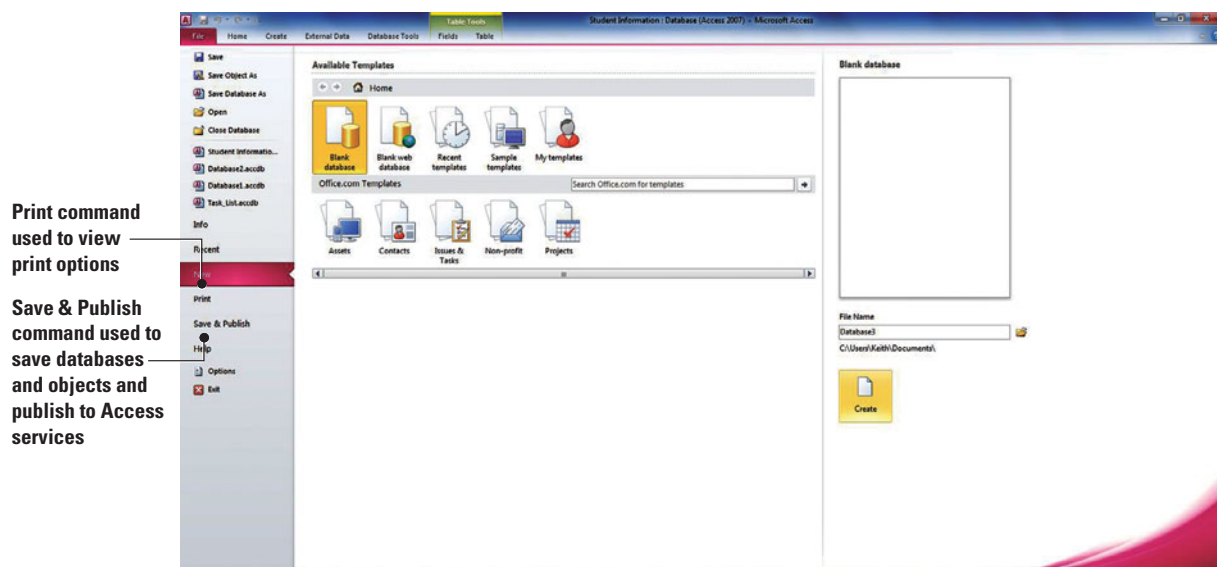 Table Tools
Student Information : Database (Access 2007) - Microsoft Access
File Home Create External Data Database Tools Fields Table
Save
Save Object As
Save Database As
Open
Close Database
Student Informatio...
Database2.accdb
Database1.accdb
Task_List.accdb
Info
Recent
New
Print
Save & Publish
Help
Options
Exit
Print command
used to view
print options
Save & Publish
command used to
save databases
and objects and
publish to Access
services
Available Templates
Home
Blank
database
Blank web
database
Recent
templates
Sample
templates
My templates
Office.com Templates
Search Office.com for templates
Assets
Contacts
Issues &
Tasks
Non-profit
Projects
Blank database
File Name
Database3
C:\Users\Keith\Documents\
Create